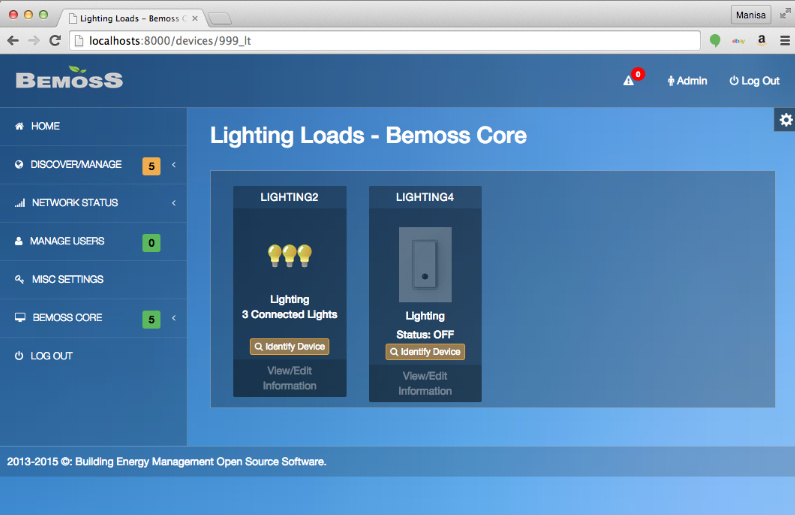 Lighting Loads - Bemoss C
Manisa
localhosts:8000/devices/999_lt
ebay
a
BEMOSS
0
Admin
Log Out
HOME
DISCOVER/MANAGE 5
NETWORK STATUS
MANAGE USERS 0
MISC SETTINGS
BEMOSS CORE 5
LOG OUT
Lighting Loads - Bemoss Core
LIGHTING2
Lighting
3 Connected Lights
Identify Device
View/Edit
Information
LIGHTING4
Lighting
Status: OFF
Identify Device
View/Edit
Information
2013-2015 ©: Building Energy Management Open Source Software.